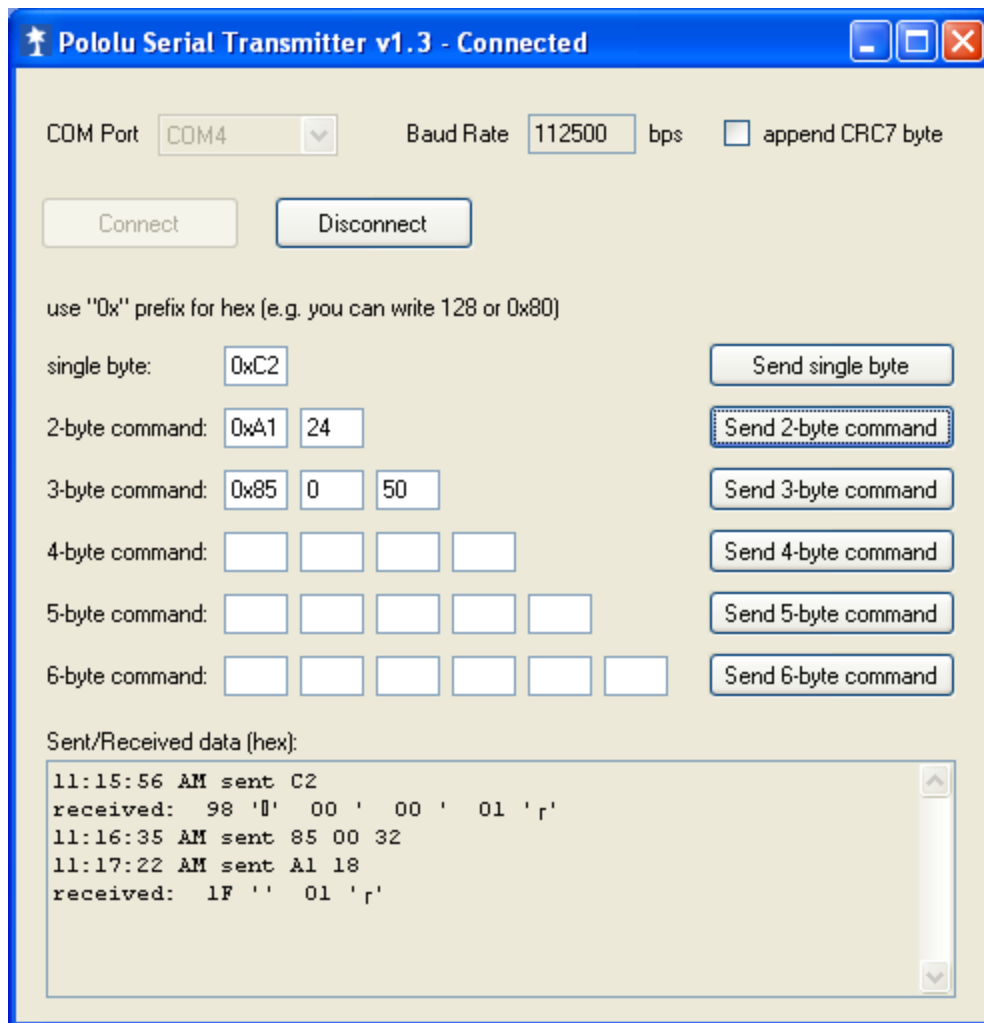 Pololu Serial Transmitter v1.3 - Connected
COM Port COM4 Baud Rate 112500 bps append CRC7 byte
Connect Disconnect
use "0x" prefix for hex (e.g. you can write 128 or 0x80)
single byte: 0xC2 Send single byte
2-byte command: 0xA1 24 Send 2-byte command
3-byte command: 0x85 0 50 Send 3-byte command
4-byte command: Send 4-byte command
5-byte command: Send 5-byte command
6-byte command: Send 6-byte command
Sent/Received data (hex):
11:15:56 AM sent C2
received:  98 '▯'  00 '  00 '  01 '┌'
11:16:35 AM sent 85 00 32
11:17:22 AM sent A1 18
received:  1F ''  01 '┌'